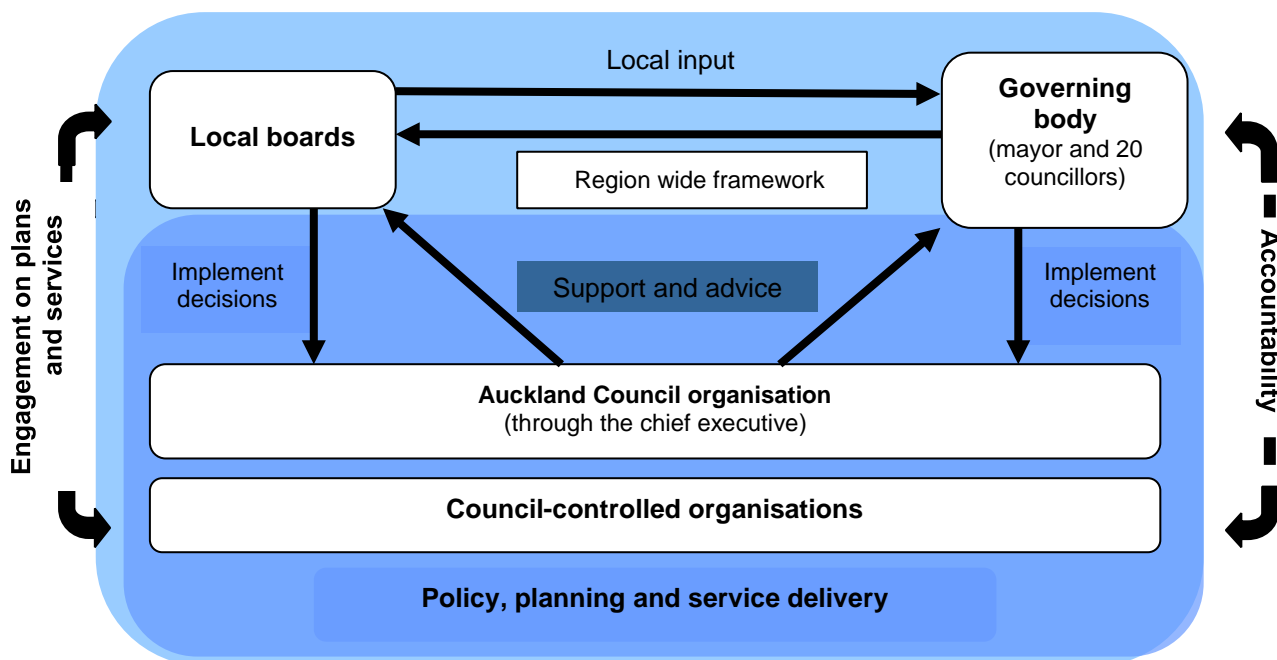 Local input
Local boards
Governing
body
(mayor and 20
councillors)
Region wide framework
Engagement on plans
and services
Accountability
Implement
decisions
Support and advice
Implement
decisions
Auckland Council organisation
(through the chief executive)
Council-controlled organisations
Policy, planning and service delivery